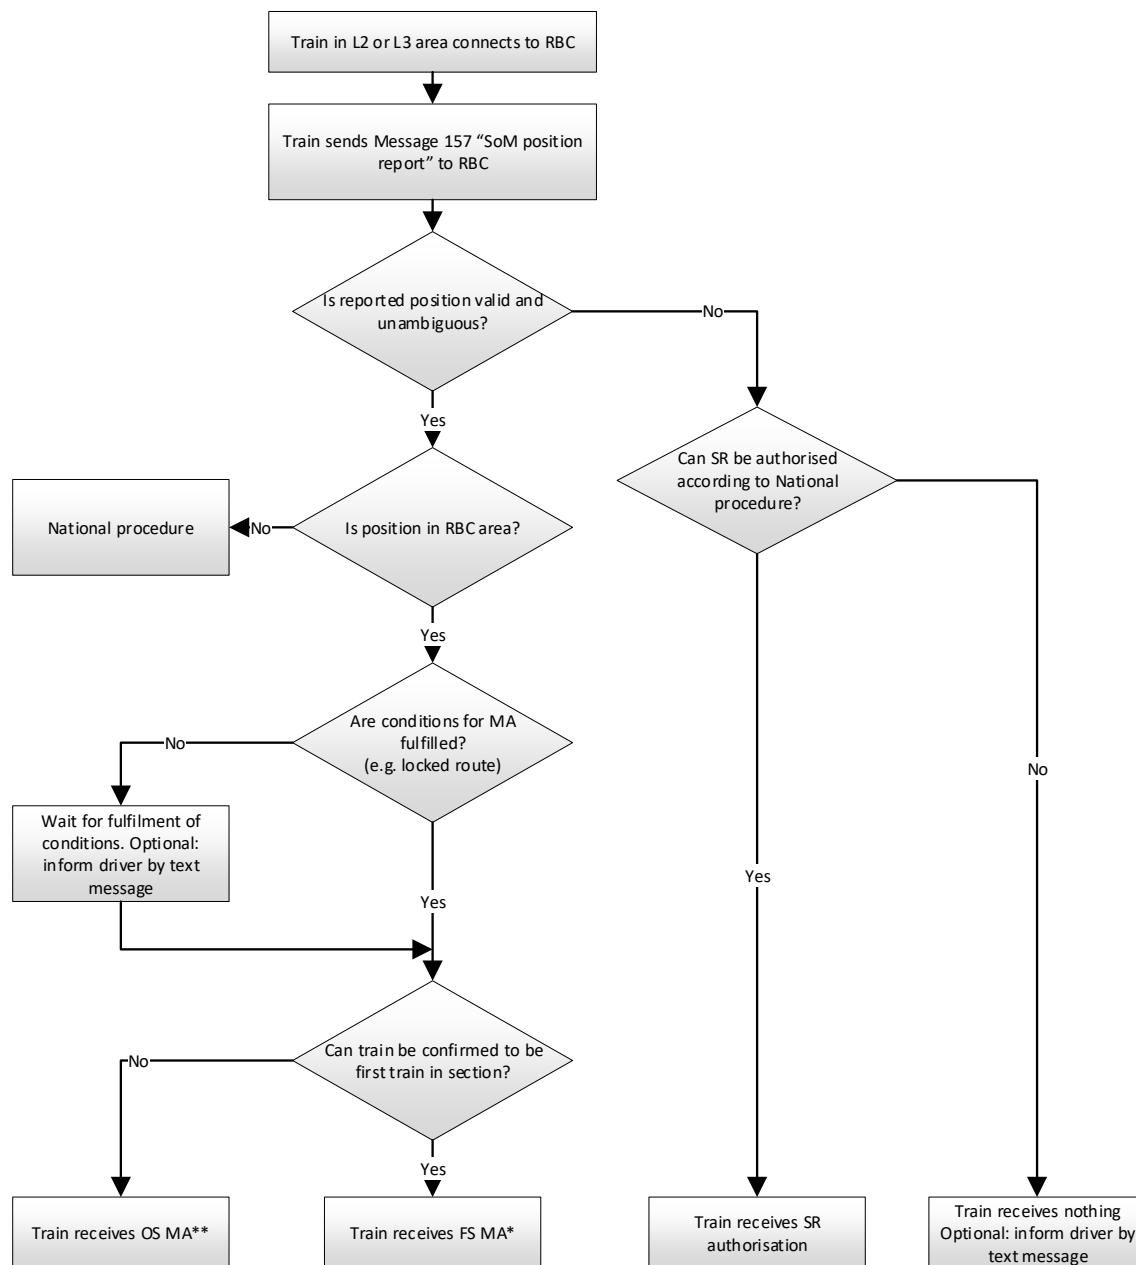 Train in L2 or L3 area connects to RBC
Train sends Message 157 “SoM position
report” to RBC
Is reported position valid and
unambiguous?
No
Yes
Can SR be authorised
according to National
procedure?
National procedure
No
Is position in RBC area?
Yes
Are conditions for MA
fulfilled?
(e.g. locked route)
No
No
Wait for fulfilment of
conditions. Optional:
inform driver by text
message
Yes
Yes
Can train be confirmed to be
first train in section?
No
Yes
Train receives OS MA**
Train receives FS MA*
Train receives SR
authorisation
Train receives nothing
Optional: inform driver by
text message